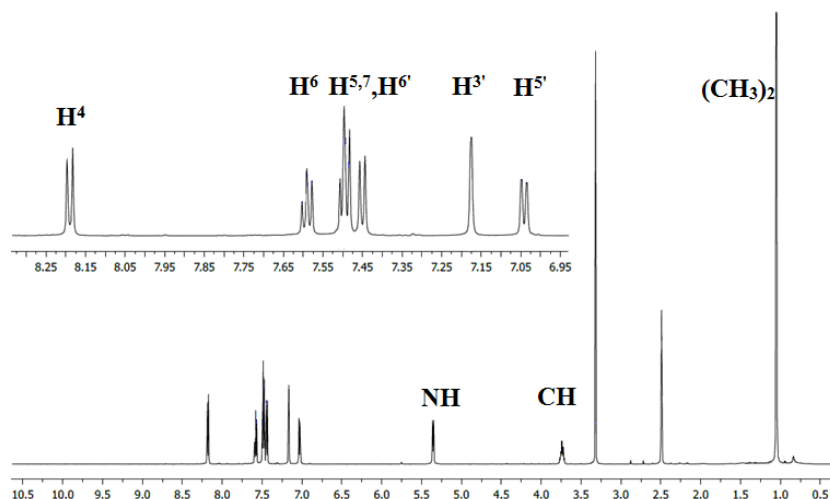 H⁶ H⁵,⁷,H⁶' H³' H⁵' (CH₃)₂
H⁴
8.25 8.15 8.05 7.95 7.85 7.75 7.65 7.55 7.45 7.35 7.25 7.15 7.05 6.95
NH CH
10.5 10.0 9.5 9.0 8.5 8.0 7.5 7.0 6.5 6.0 5.5 5.0 4.5 4.0 3.5 3.0 2.5 2.0 1.5 1.0 0.5